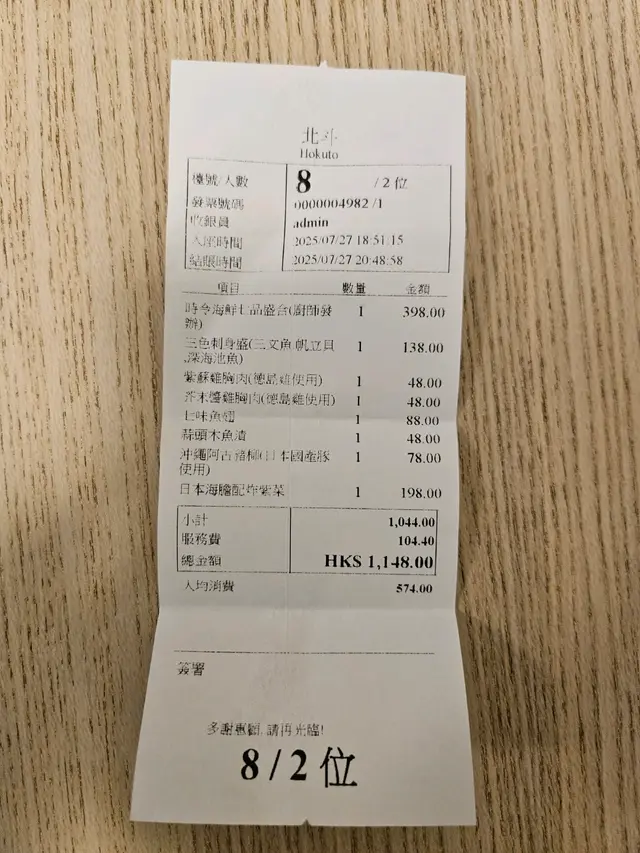 北斗
Hokuto
檯號/人數 8 /2 位
發票號碼 0000004982 /1
收銀員 admin
入座時間 2025/07/27 18:51:15
結賬時間 2025/07/27 20:48:58
項目 數量 金額
時令海鮮七品盛合(廚師發 1 398.00
辦)
三色刺身盛(三文魚,帆立貝 1 138.00
,深海池魚)
紫蘇雞胸肉(德島雞使用) 1 48.00
芥末醬雞胸肉(德島雞使用) 1 48.00
七味魚翅 1 88.00
蒜頭木魚漬 1 48.00
沖繩阿古豬柳(日本國產豚 1 78.00
使用)
日本海膽配炸紫菜 1 198.00
小計 1,044.00
服務費 104.40
總金額 HK$ 1,148.00
人均消費 574.00
簽署
多謝惠顧,請再光臨!
8 / 2 位